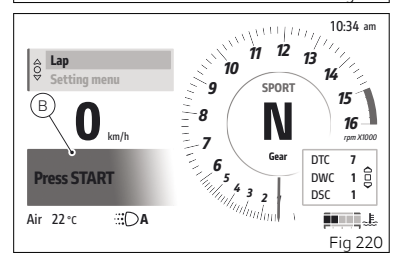 10:34 am
Lap
Setting menu
B
0 km/h
Press START
Air 22 °C
A
2 3 4 5 6 7 8 9 10 11 12 13 14 15 16
rpm X1000
SPORT
N
Gear
DTC 7
DWC 1
DSC 1
Fig 220